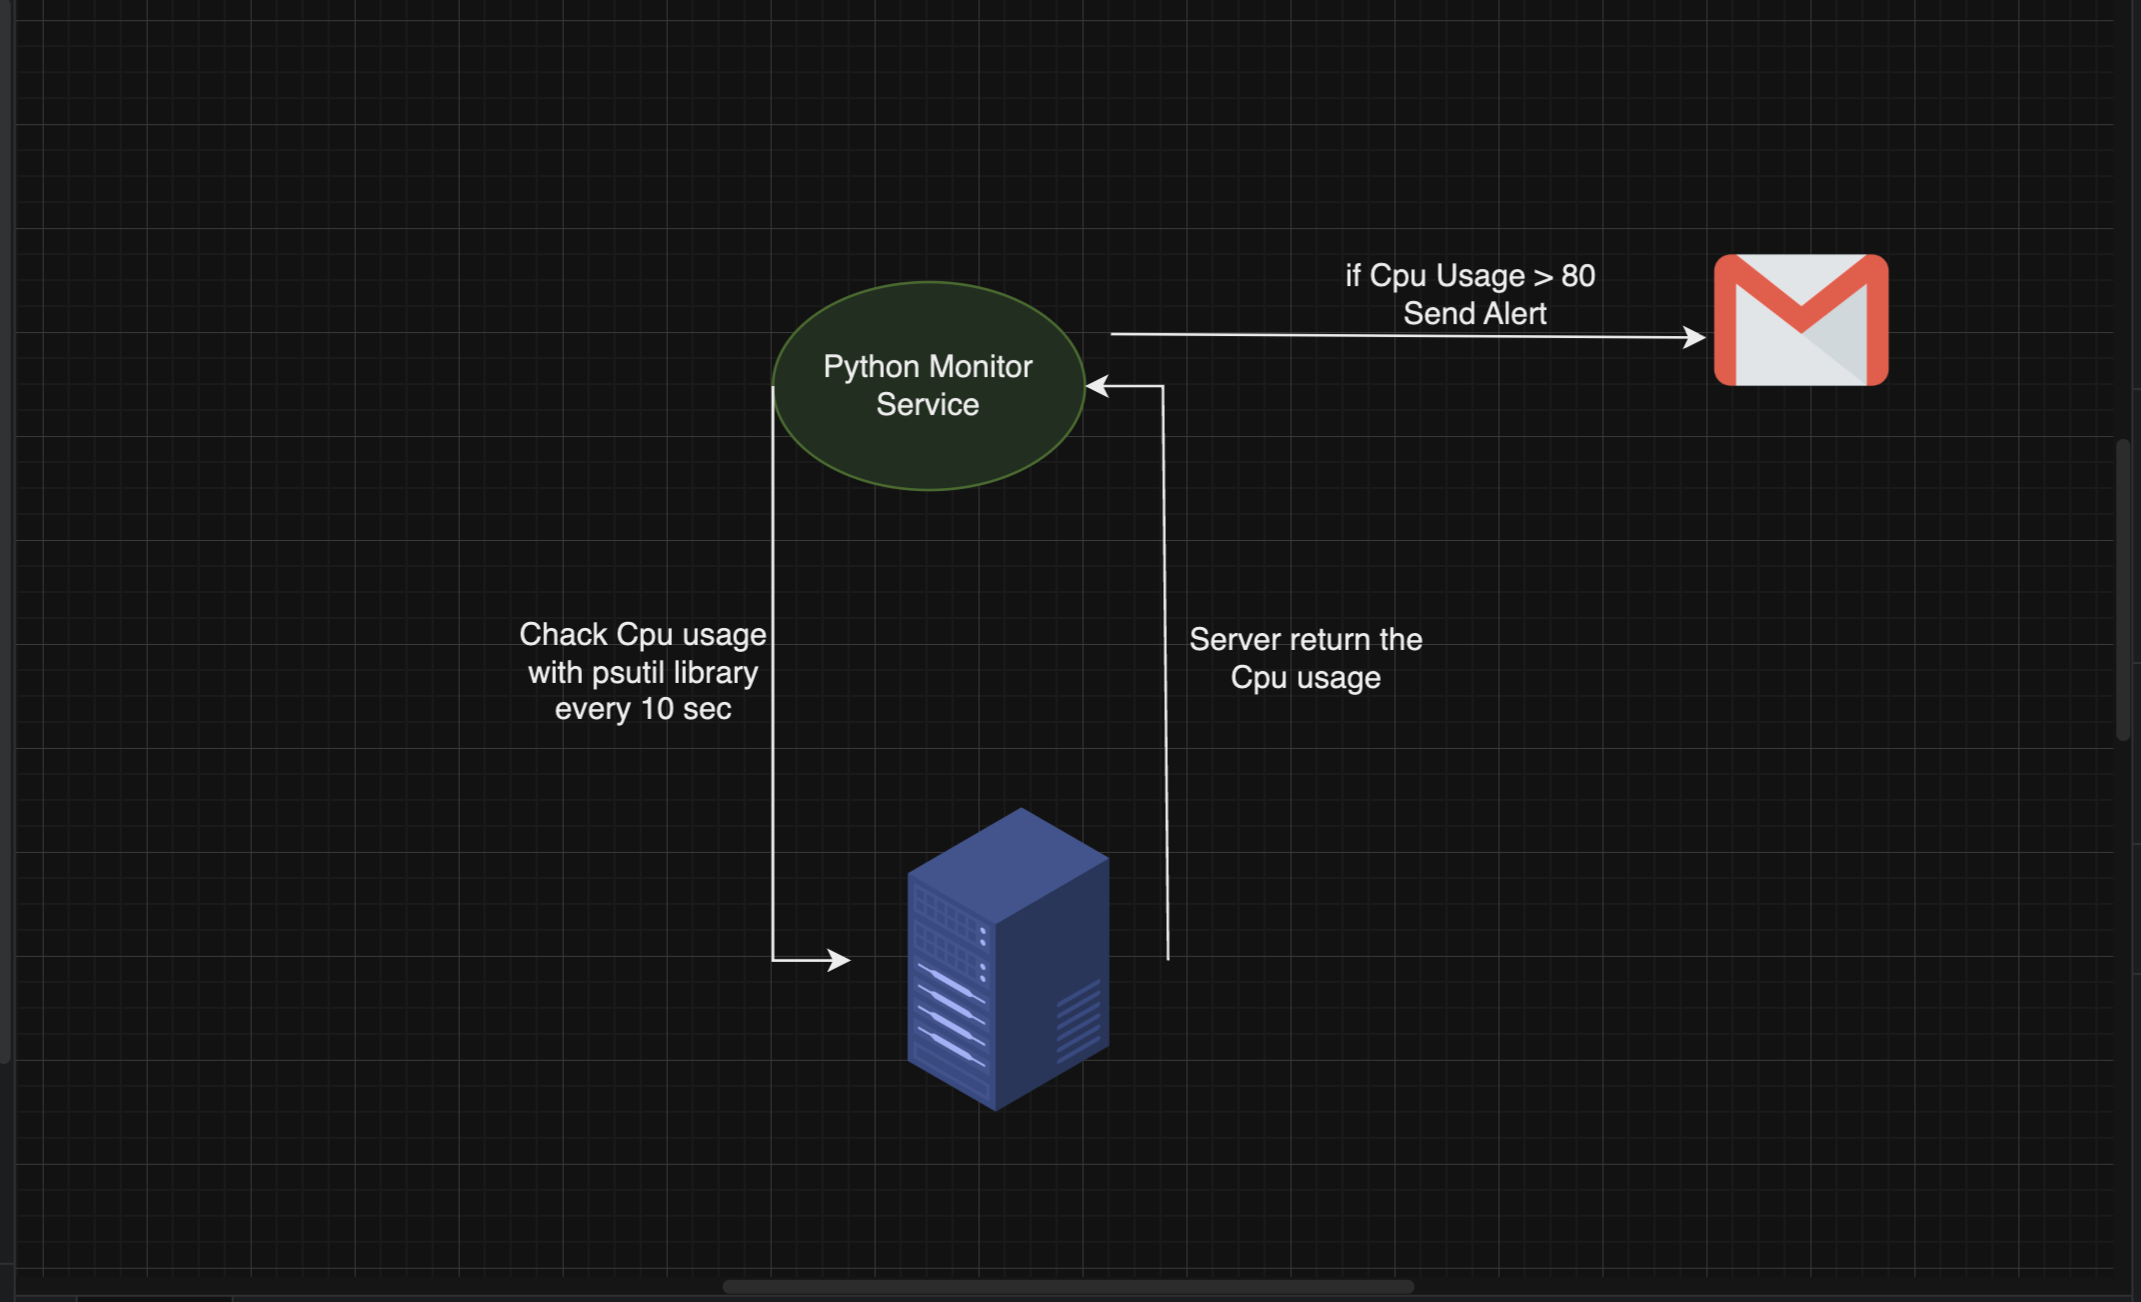 if Cpu Usage > 80
Send Alert
Python Monitor
Service
Chack Cpu usage
with psutil library
every 10 sec
Server return the
Cpu usage